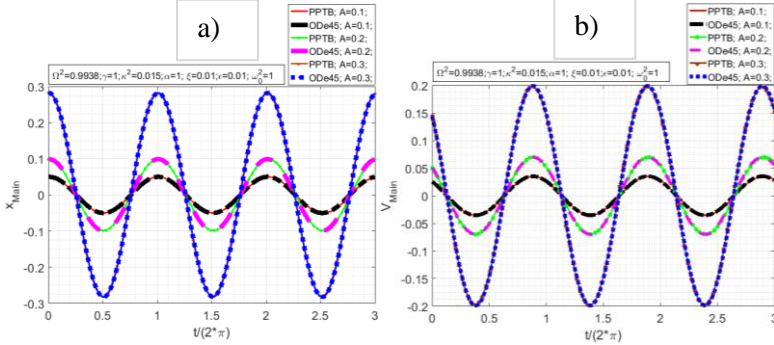 a)
PPTB; A=0.1;
ODe45; A=0.1;
PPTB; A=0.2;
ODe45; A=0.2;
PPTB; A=0.3;
ODe45; A=0.3;
Ω²=0.9938;γ=1;κ²=0.015;α=1; ξ=0.01;ϵ=0.01; ω₀²=1
x_Main
0.3
0.2
0.1
0
-0.1
-0.2
-0.3
0 0.5 1 1.5 2 2.5 3
t/(2*π)
b)
PPTB; A=0.1;
ODe45; A=0.1;
PPTB; A=0.2;
ODe45; A=0.2;
PPTB; A=0.3;
ODe45; A=0.3;
Ω²=0.9938;γ=1;κ²=0.015;α=1; ξ=0.01;ϵ=0.01; ω₀²=1
V_Main
0.2
0.15
0.1
0.05
0
-0.05
-0.1
-0.15
-0.2
0 0.5 1 1.5 2 2.5 3
t/(2*π)